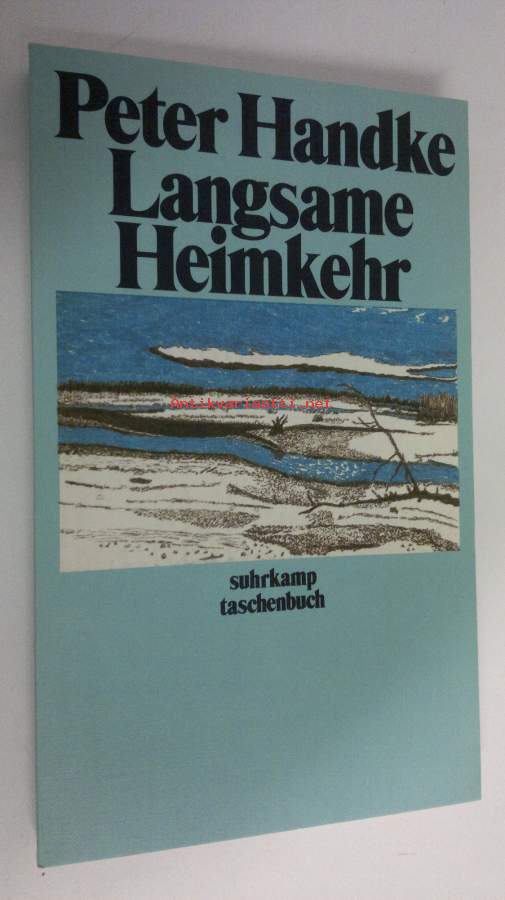 Peter Handke
Langsame
Heimkehr
Antikvariaatti.net
suhrkamp
taschenbuch